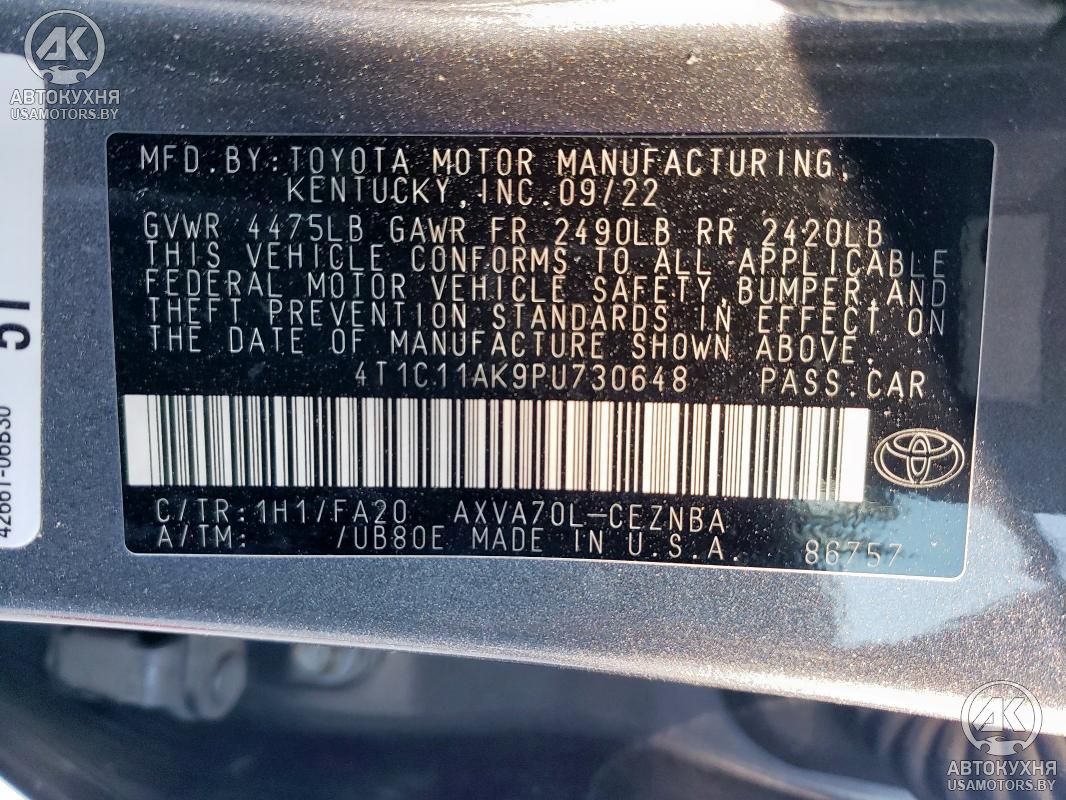 АВТОКУХНЯ
USAMOTORS.BY
MFD. BY: TOYOTA MOTOR MANUFACTURING,
KENTUCKY, INC. 09/22
GVWR 4475LB GAWR FR 2490LB RR 2420LB
THIS VEHICLE CONFORMS TO ALL APPLICABLE
FEDERAL MOTOR VEHICLE SAFETY, BUMPER, AND
THEFT PREVENTION STANDARDS IN EFFECT ON
THE DATE OF MANUFACTURE SHOWN ABOVE.
4T1C11AK9PU730648 PASS. CAR
C/TR: 1H1/FA20 AXVA70L-CEZNBA
A/TM: /UB80E MADE IN U.S.A. 86757
42661-06B30
АВТОКУХНЯ
USAMOTORS.BY